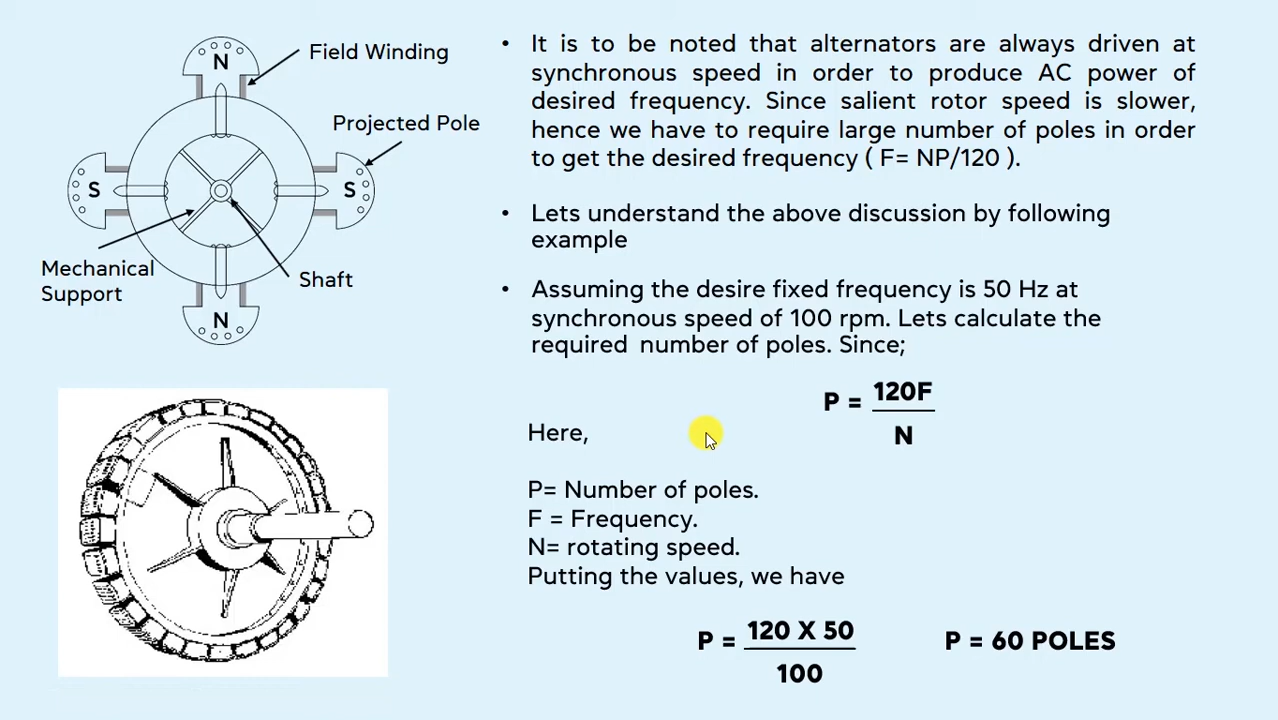 N
Field Winding
Projected Pole
S
S
Mechanical
Support
Shaft
N
• It is to be noted that alternators are always driven at
synchronous speed in order to produce AC power of
desired frequency. Since salient rotor speed is slower,
hence we have to require large number of poles in order
to get the desired frequency ( F= NP/120 ).
• Lets understand the above discussion by following
example
• Assuming the desire fixed frequency is 50 Hz at
synchronous speed of 100 rpm. Lets calculate the
required number of poles. Since;
P = 120F
N
Here,
P= Number of poles.
F = Frequency.
N= rotating speed.
Putting the values, we have
P = 120 X 50
100
P = 60 POLES